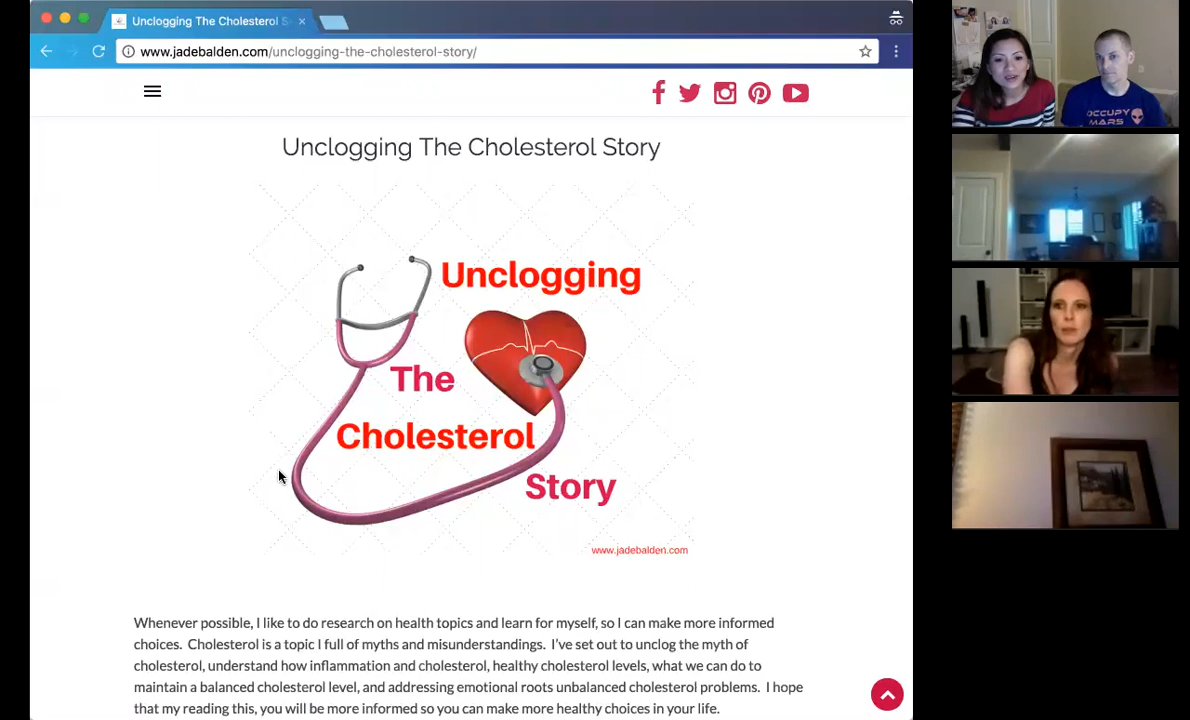 Unclogging The Cholesterol S
www.jadebalden.com/unclogging-the-cholesterol-story/
Unclogging The Cholesterol Story
Unclogging
The
Cholesterol
Story
www.jadebalden.com
Whenever possible, I like to do research on health topics and learn for myself, so I can make more informed
choices. Cholesterol is a topic I full of myths and misunderstandings. I've set out to unclog the myth of
cholesterol, understand how inflammation and cholesterol, healthy cholesterol levels, what we can do to
maintain a balanced cholesterol level, and addressing emotional roots unbalanced cholesterol problems. I hope
that my reading this, you will be more informed so you can make more healthy choices in your life.
OCCUPY
MARS